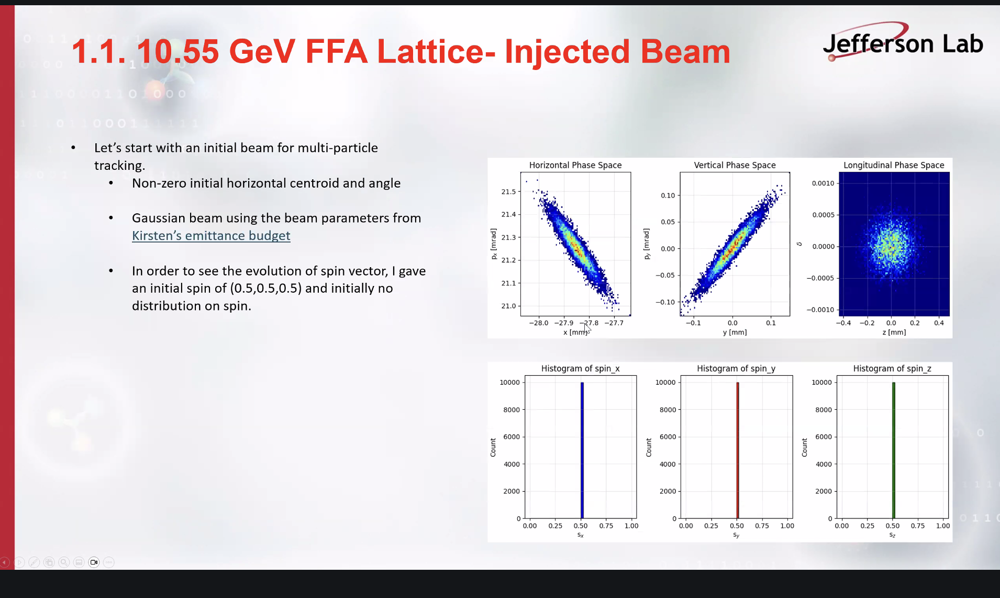 1.1. 10.55 GeV FFA Lattice- Injected Beam
Jefferson Lab
• Let’s start with an initial beam for multi-particle
tracking.
• Non-zero initial horizontal centroid and angle
• Gaussian beam using the beam parameters from
Kirsten’s emittance budget
• In order to see the evolution of spin vector, I gave
an initial spin of (0.5,0.5,0.5) and initially no
distribution on spin.
Horizontal Phase Space
21.5
21.4
21.3
21.2
21.1
21.0
pₓ [mrad]
−28.0 −27.9 −27.8 −27.7
x [mm]
Vertical Phase Space
0.10
0.05
0.00
−0.05
−0.10
p_y [mrad]
−0.1 0.0 0.1
y [mm]
Longitudinal Phase Space
0.0010
0.0005
0.0000
−0.0005
−0.0010
δ
−0.4 −0.2 0.0 0.2 0.4
z [mm]
Histogram of spin_x
10000
8000
6000
4000
2000
0
Count
0.00 0.25 0.50 0.75 1.00
sₓ
Histogram of spin_y
10000
8000
6000
4000
2000
0
Count
0.00 0.25 0.50 0.75 1.00
s_y
Histogram of spin_z
10000
8000
6000
4000
2000
0
Count
0.00 0.25 0.50 0.75 1.00
s_z